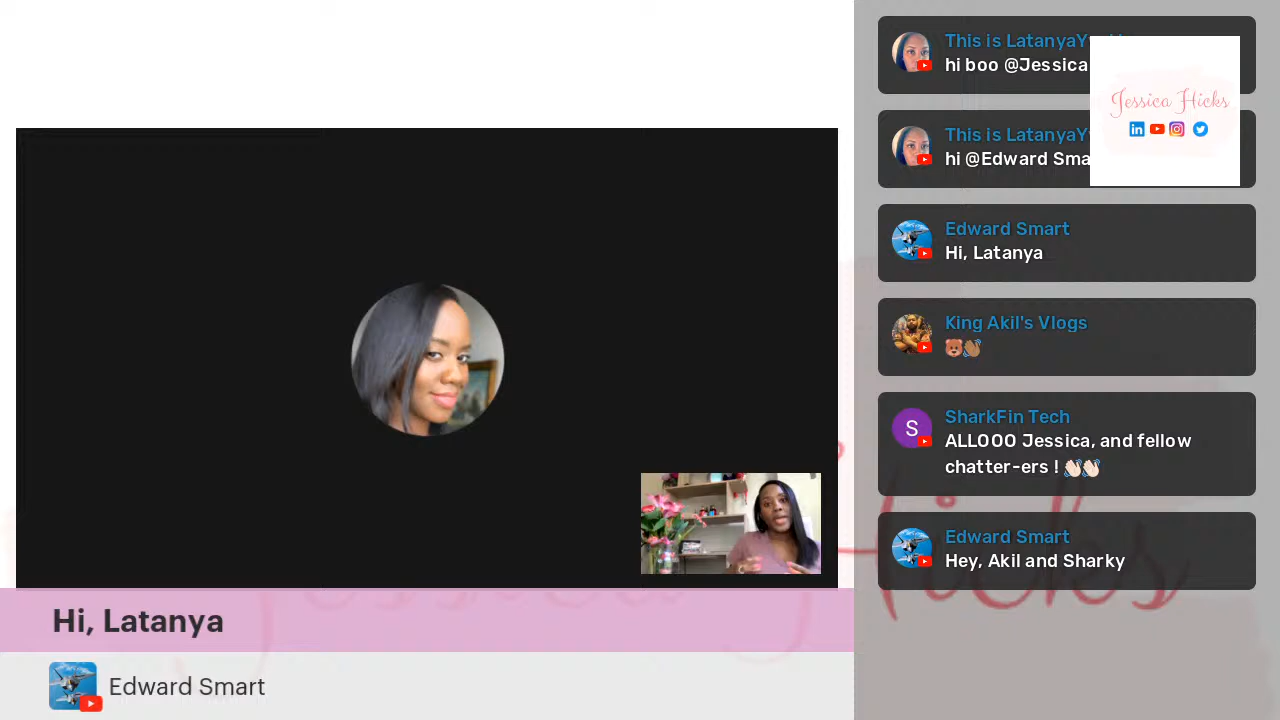 Hi, Latanya
Edward Smart
This is LatanyaY
hi boo @Jessica
This is LatanyaY
hi @Edward Sma
Jessica Hicks
in
Edward Smart
Hi, Latanya
King Akil's Vlogs
🐻👋🏾
S
SharkFin Tech
ALLOOO Jessica, and fellow
chatter-ers ! 👋🏻👋🏻
Edward Smart
Hey, Akil and Sharky